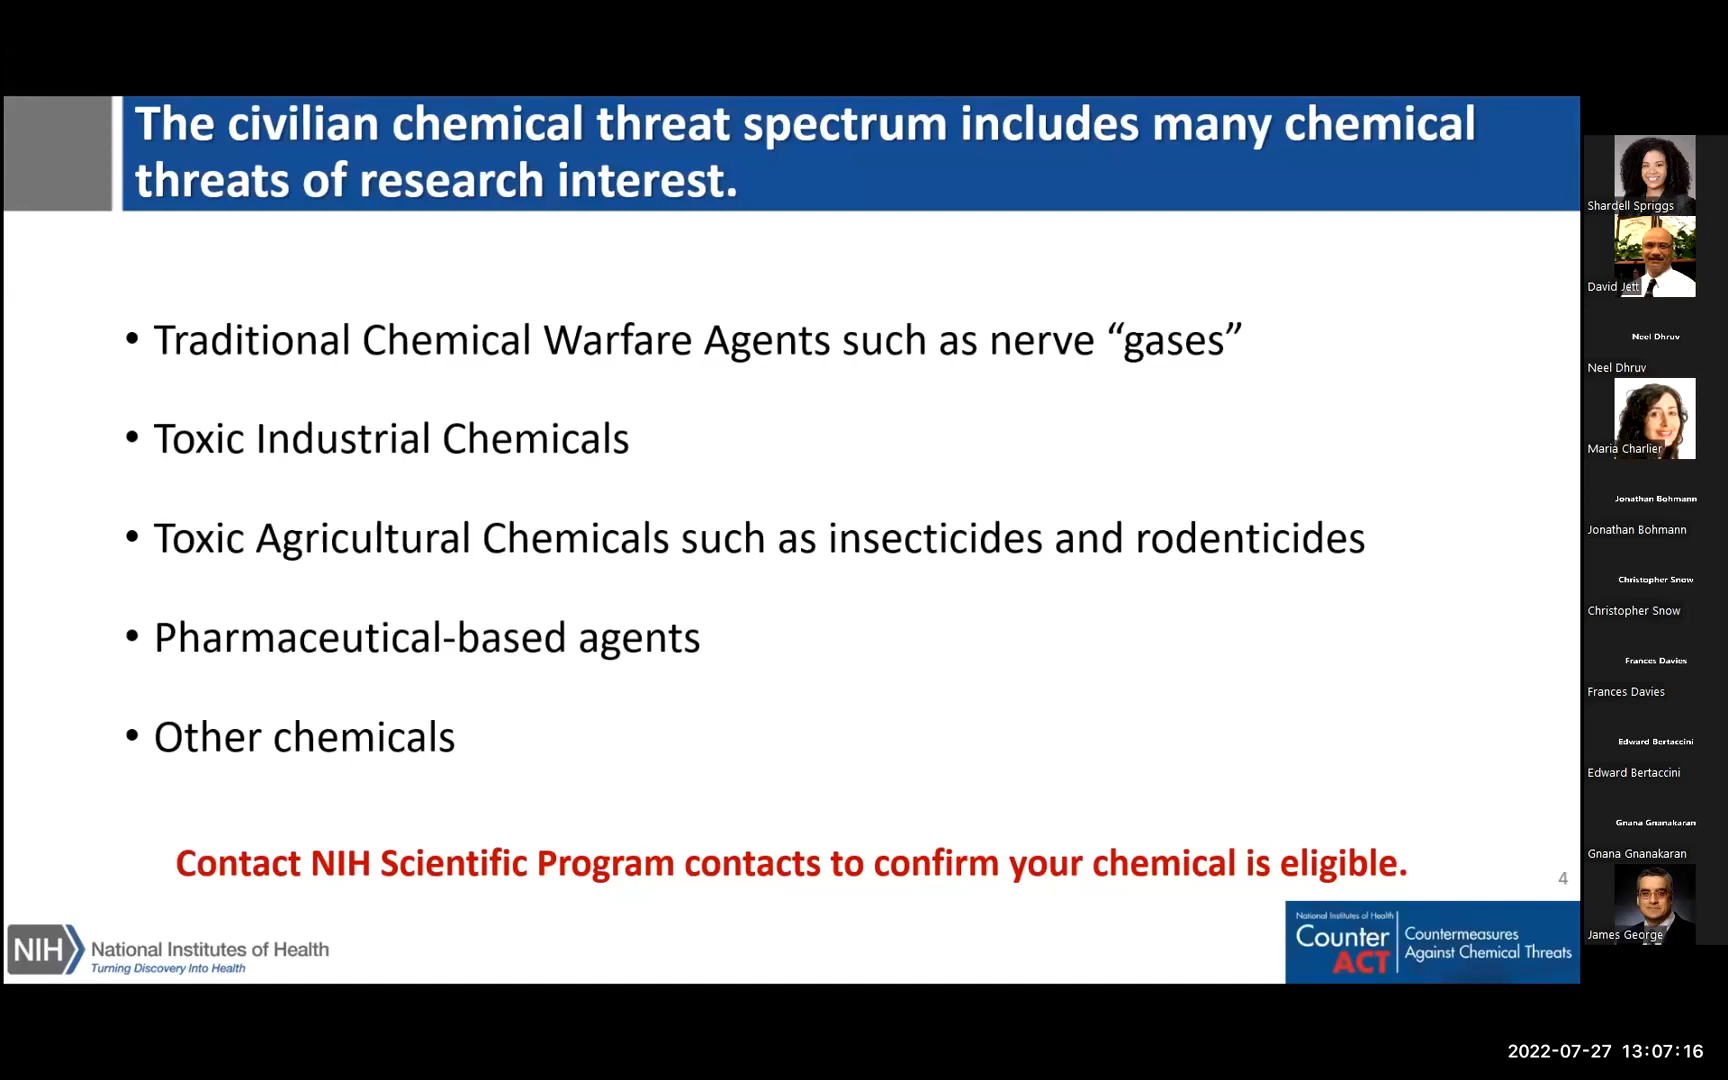 The civilian chemical threat spectrum includes many chemical
threats of research interest.
• Traditional Chemical Warfare Agents such as nerve “gases”
• Toxic Industrial Chemicals
• Toxic Agricultural Chemicals such as insecticides and rodenticides
• Pharmaceutical-based agents
• Other chemicals
Contact NIH Scientific Program contacts to confirm your chemical is eligible.
4
NIH
National Institutes of Health
Turning Discovery Into Health
National Institutes of Health
Counter
ACT
Countermeasures
Against Chemical Threats
Shardell Spriggs
David Jett
Neel Dhruv
Neel Dhruv
Maria Charlier
Jonathan Bohmann
Jonathan Bohmann
Christopher Snow
Christopher Snow
Frances Davies
Frances Davies
Edward Bertaccini
Edward Bertaccini
Gnana Gnanakaran
Gnana Gnanakaran
James George
2022-07-27 13:07:16